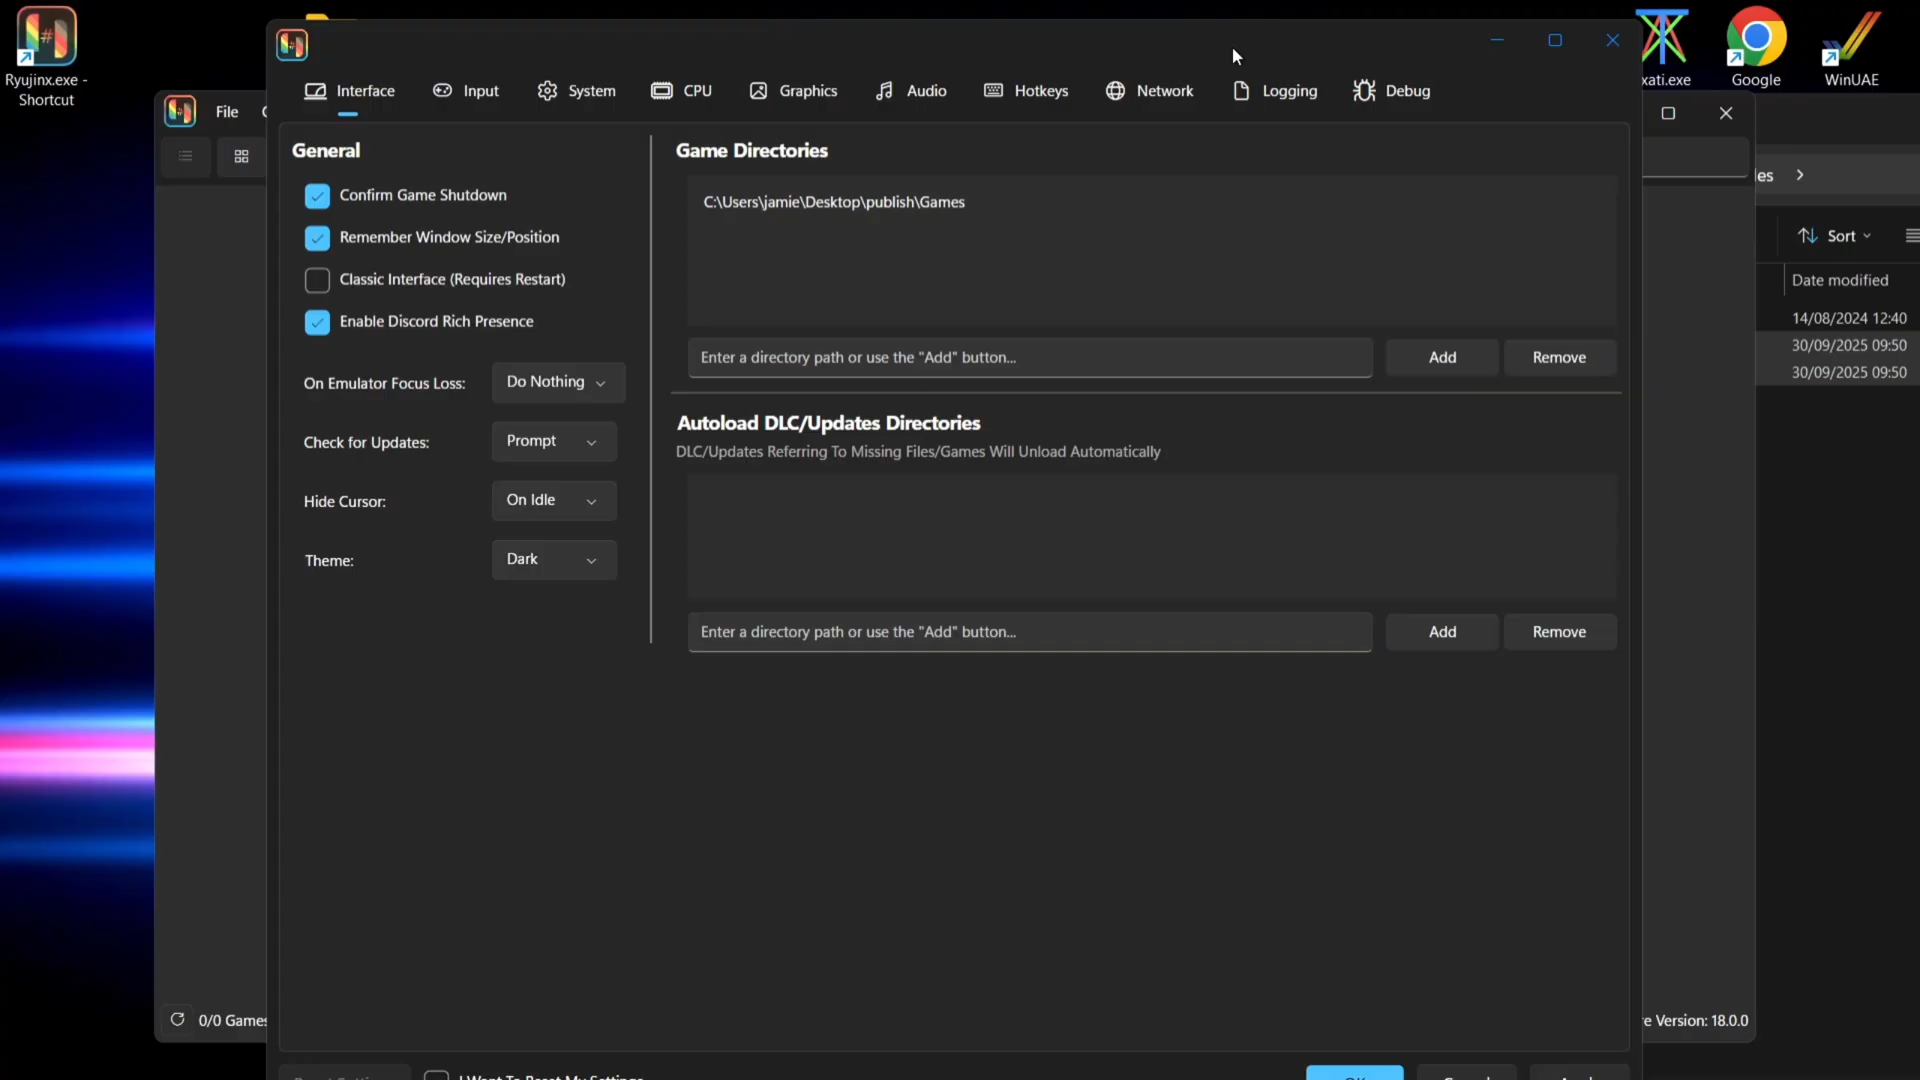 Ryujinx.exe -
Shortcut
xati.exe
Google
WinUAE
File
Interface
Input
System
CPU
Graphics
Audio
Hotkeys
Network
Logging
Debug
General
Confirm Game Shutdown
Remember Window Size/Position
Classic Interface (Requires Restart)
Enable Discord Rich Presence
On Emulator Focus Loss:
Do Nothing
Check for Updates:
Prompt
Hide Cursor:
On Idle
Theme:
Dark
Game Directories
C:\Users\jamie\Desktop\publish\Games
Enter a directory path or use the "Add" button...
Add
Remove
Autoload DLC/Updates Directories
DLC/Updates Referring To Missing Files/Games Will Unload Automatically
Enter a directory path or use the "Add" button...
Add
Remove
es
Sort
Date modified
14/08/2024 12:40
30/09/2025 09:50
30/09/2025 09:50
0/0 Games
e Version: 18.0.0
I Want To Reset My Settings